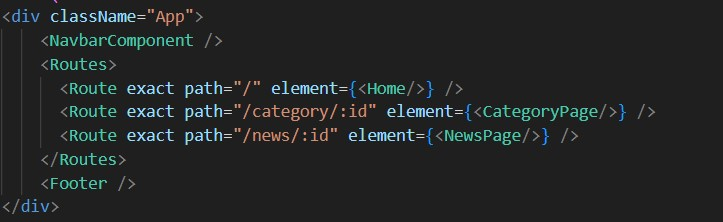 <div className="App">
<NavbarComponent />
<Routes>
<Route exact path="/" element={<Home/>} />
<Route exact path="/category/:id" element={<CategoryPage/>} />
<Route exact path="/news/:id" element={<NewsPage/>} />
</Routes>
<Footer />
</div>